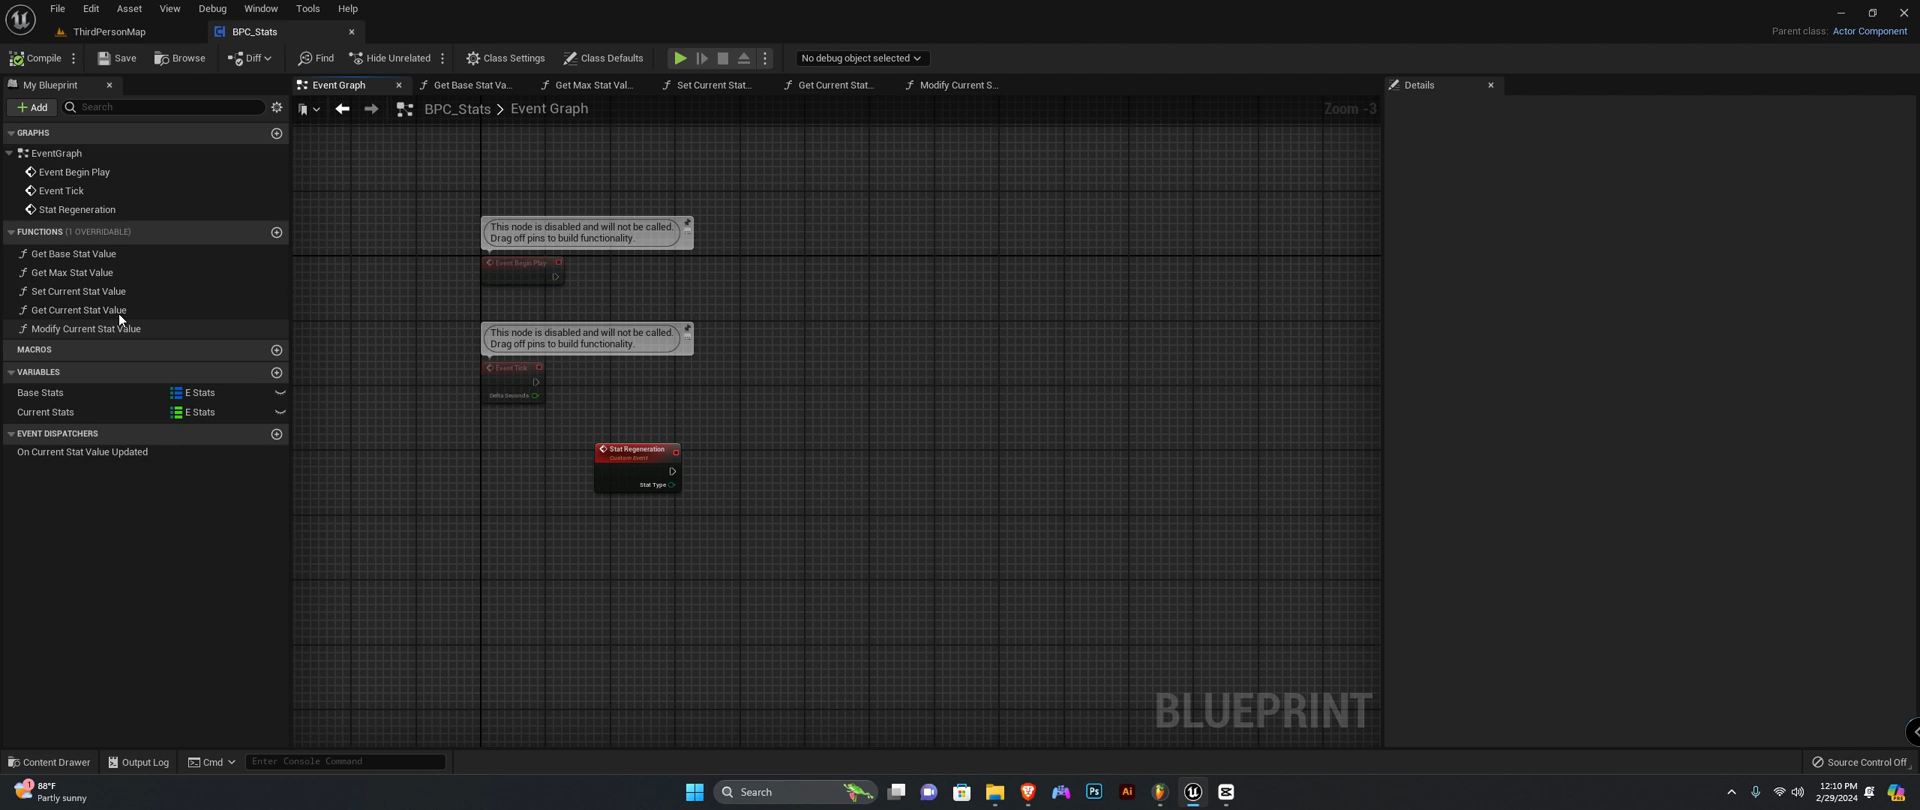 File Edit Asset View Debug Window Tools Help
ThirdPersonMap BPC_Stats
Parent class: Actor Component
Compile Save Browse Diff Find Hide Unrelated Class Settings Class Defaults No debug object selected
My Blueprint Event Graph Get Base Stat Va... Get Max Stat Val... Set Current Stat... Get Current Stat... Modify Current S... Details
Add Search
BPC_Stats > Event Graph Zoom -3
GRAPHS
EventGraph
Event Begin Play
Event Tick
Stat Regeneration
FUNCTIONS (1 OVERRIDABLE)
Get Base Stat Value
Get Max Stat Value
Set Current Stat Value
Get Current Stat Value
Modify Current Stat Value
MACROS
VARIABLES
Base Stats E Stats
Current Stats E Stats
EVENT DISPATCHERS
On Current Stat Value Updated
This node is disabled and will not be called.
Drag off pins to build functionality.
Event Begin Play
This node is disabled and will not be called.
Drag off pins to build functionality.
Event Tick
Delta Seconds
Stat Regeneration
Custom Event
Stat Type
BLUEPRINT
Content Drawer Output Log Cmd Enter Console Command Source Control Off
1
88°F
Partly sunny
Search
Ps
Ai
12:10 PM
2/29/2024
PRE